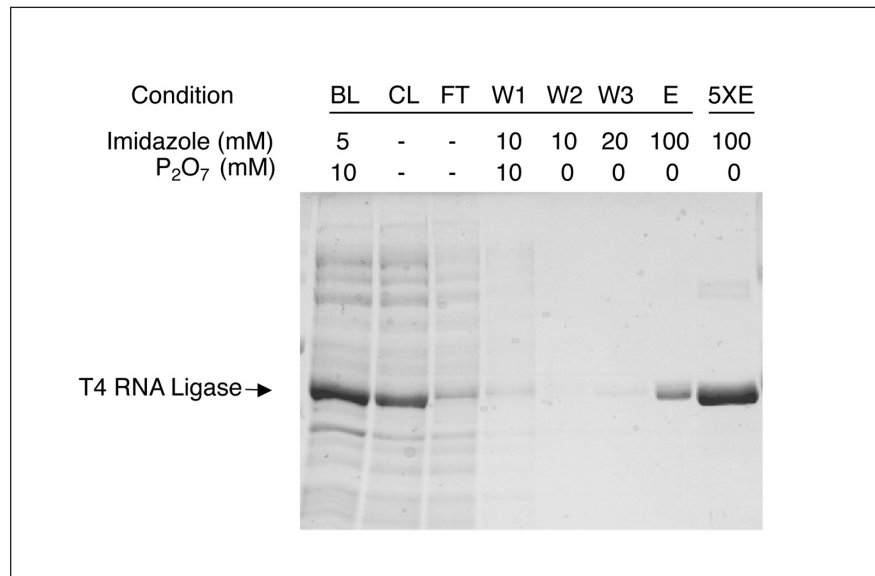 Condition BL CL FT W1 W2 W3 E 5XE
Imidazole (mM) 5 - - 10 10 20 100 100
P₂O₇ (mM) 10 - - 10 0 0 0 0
T4 RNA Ligase